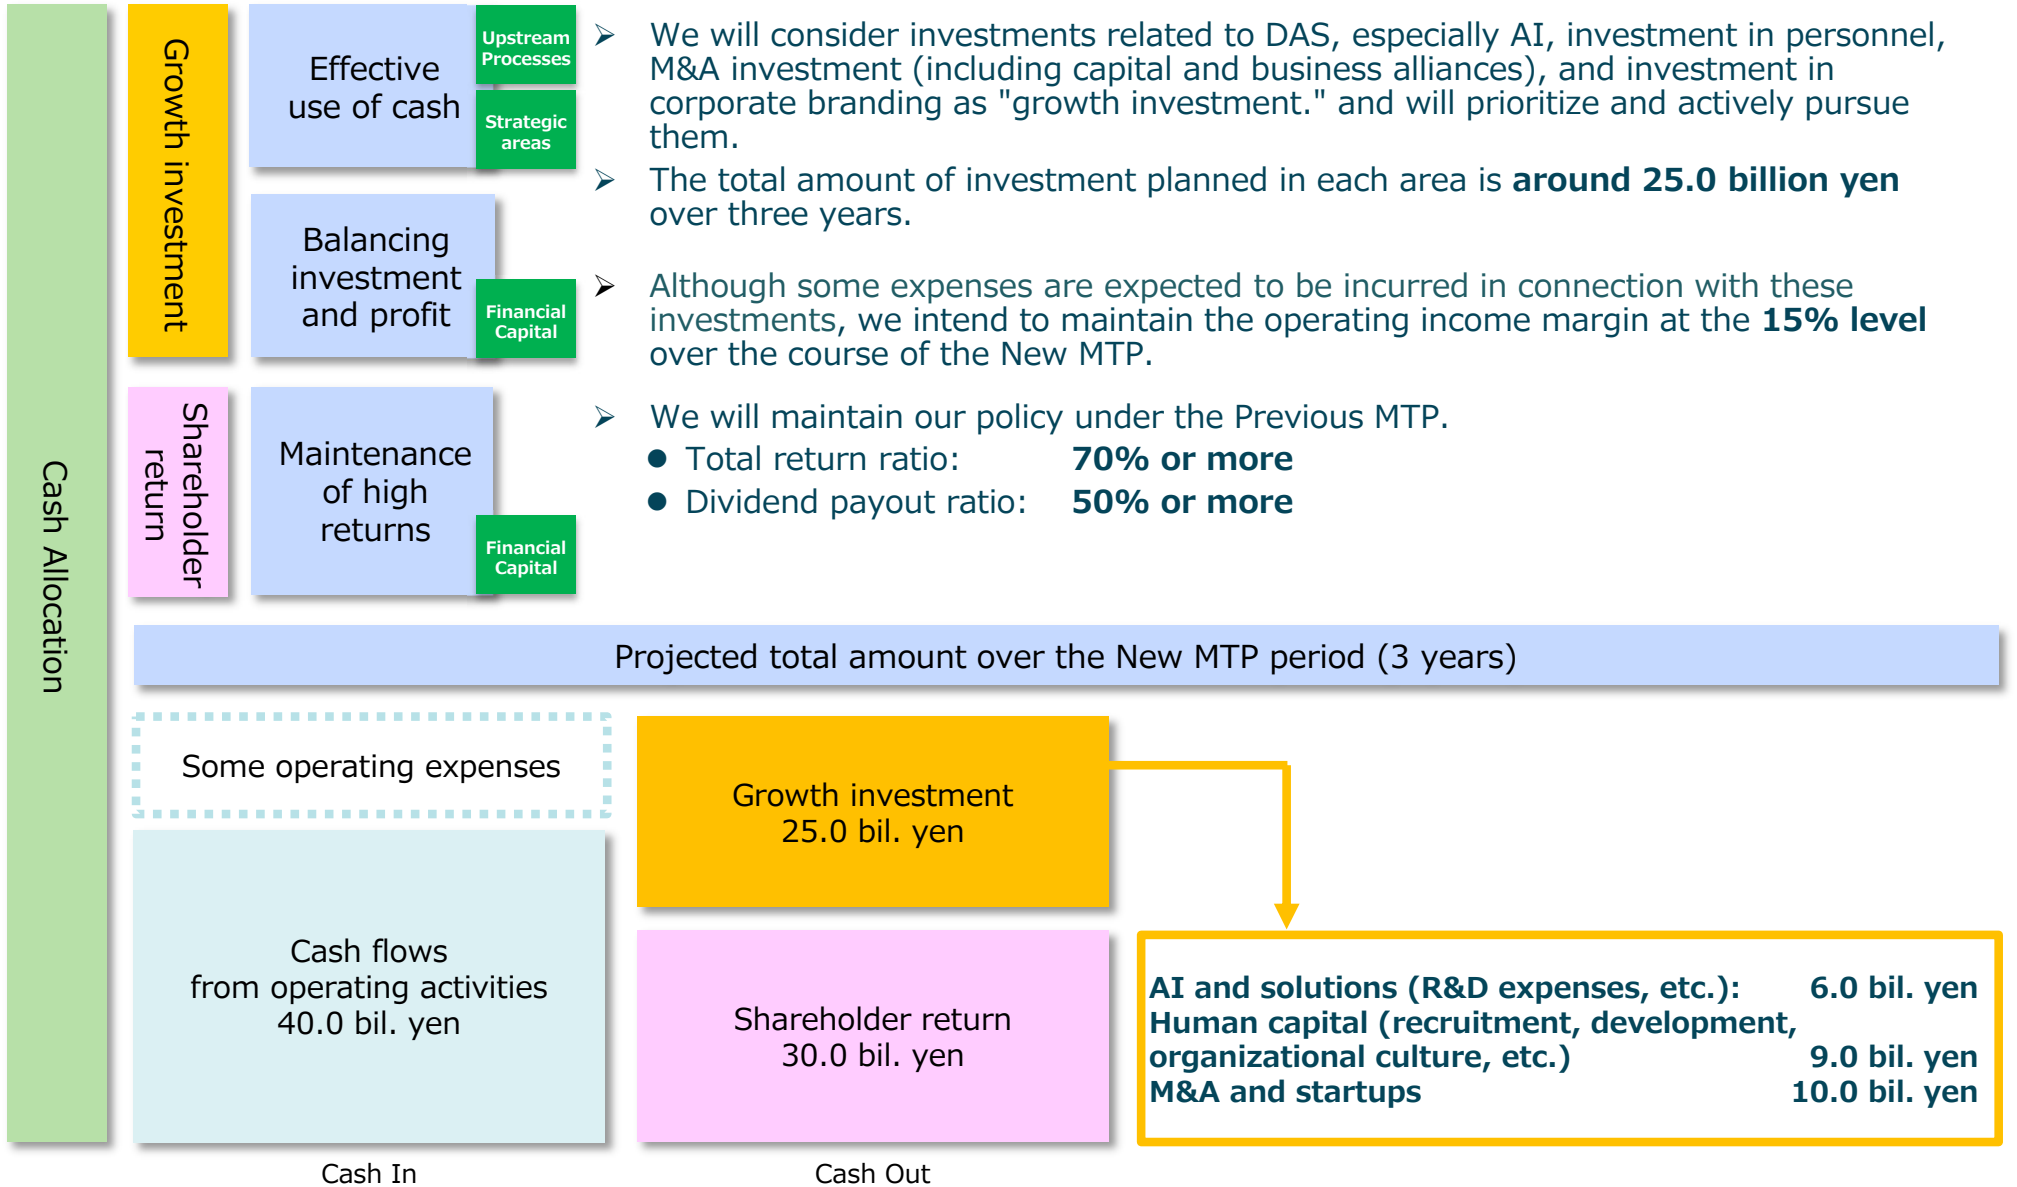 Cash Allocation
Growth investment
Effective
use of cash
Upstream
Processes
Strategic
areas
➢ We will consider investments related to DAS, especially AI, investment in personnel,
M&A investment (including capital and business alliances), and investment in
corporate branding as "growth investment." and will prioritize and actively pursue
them.
➢ The total amount of investment planned in each area is around 25.0 billion yen
over three years.
Balancing
investment
and profit
Financial
Capital
➢ Although some expenses are expected to be incurred in connection with these
investments, we intend to maintain the operating income margin at the 15% level
over the course of the New MTP.
Shareholder
return
Maintenance
of high
returns
Financial
Capital
➢ We will maintain our policy under the Previous MTP.
● Total return ratio: 70% or more
● Dividend payout ratio: 50% or more
Projected total amount over the New MTP period (3 years)
Some operating expenses
Cash flows
from operating activities
40.0 bil. yen
Cash In
Growth investment
25.0 bil. yen
Shareholder return
30.0 bil. yen
Cash Out
AI and solutions (R&D expenses, etc.): 6.0 bil. yen
Human capital (recruitment, development,
organizational culture, etc.) 9.0 bil. yen
M&A and startups 10.0 bil. yen